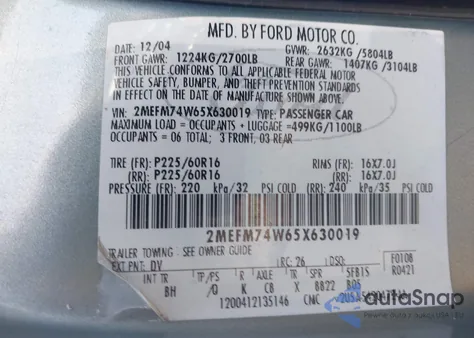 MFD. BY FORD MOTOR CO.
DATE: 12/04 GVWR: 2632KG /5804LB
FRONT GAWR: 1224KG/2700LB REAR GAWR: 1407KG/3104LB
THIS VEHICLE CONFORMS TO ALL APPLICABLE FEDERAL MOTOR
VEHICLE SAFETY, BUMPER, AND THEFT PREVENTION STANDARDS
IN EFFECT ON THE DATE OF MANUFACTURE SHOWN ABOVE.
VIN: 2MEFM74W65X630019 TYPE: PASSENGER CAR
MAXIMUM LOAD = OCCUPANTS + LUGGAGE =499KG/1100LB
OCCUPANTS = 06 TOTAL; 3 FRONT, 03 REAR
TIRE (FR): P225/60R16 RIMS (FR): 16X7.0J
(RR): P225/60R16 (RR): 16X7.0J
PRESSURE (FR): 220 kPa/32 PSI COLD (RR) 240 kPa/35 PSI COLD
2MEFM74W65X630019
TRAILER TOWING: SEE OWNER GUIDE
EXT PNT: DV RC: 26 DSO: F0108
R0421
INT TR TP/PS R AXLE TR SPR
BH K C8 X BB22
1200412135146 CNC
autoSnap